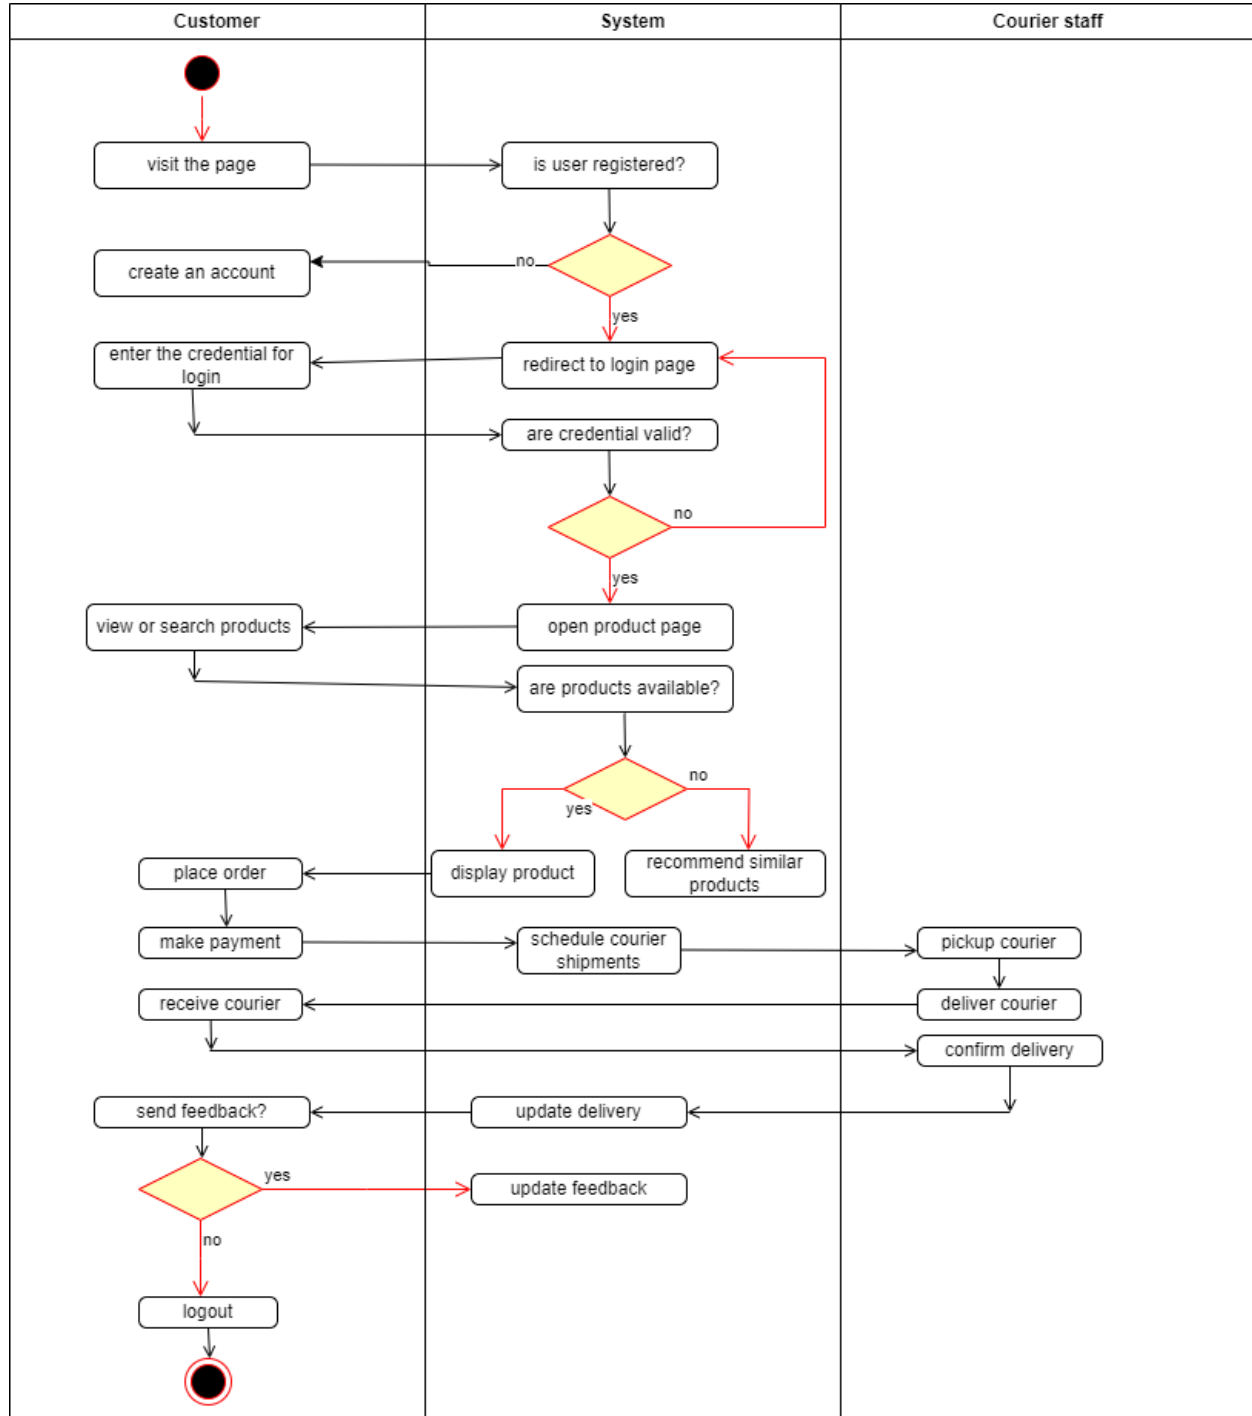 Customer
System
Courier staff
visit the page
is user registered?
no
create an account
yes
enter the credential for
login
redirect to login page
are credential valid?
no
yes
view or search products
open product page
are products available?
no
yes
place order
display product
recommend similar
products
make payment
schedule courier
shipments
pickup courier
receive courier
deliver courier
confirm delivery
send feedback?
update delivery
yes
update feedback
no
logout